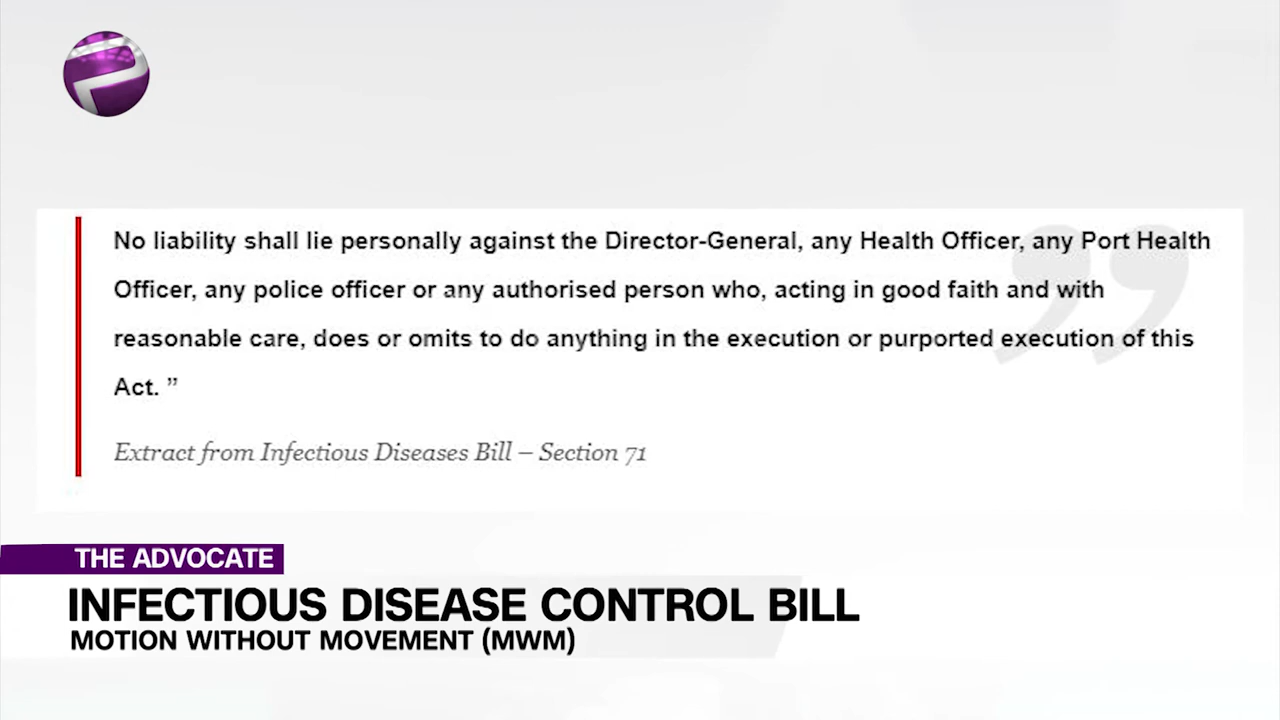 No liability shall lie personally against the Director-General, any Health Officer, any Port Health
Officer, any police officer or any authorised person who, acting in good faith and with
reasonable care, does or omits to do anything in the execution or purported execution of this
Act. ”
Extract from Infectious Diseases Bill – Section 71
THE ADVOCATE
INFECTIOUS DISEASE CONTROL BILL
MOTION WITHOUT MOVEMENT (MWM)